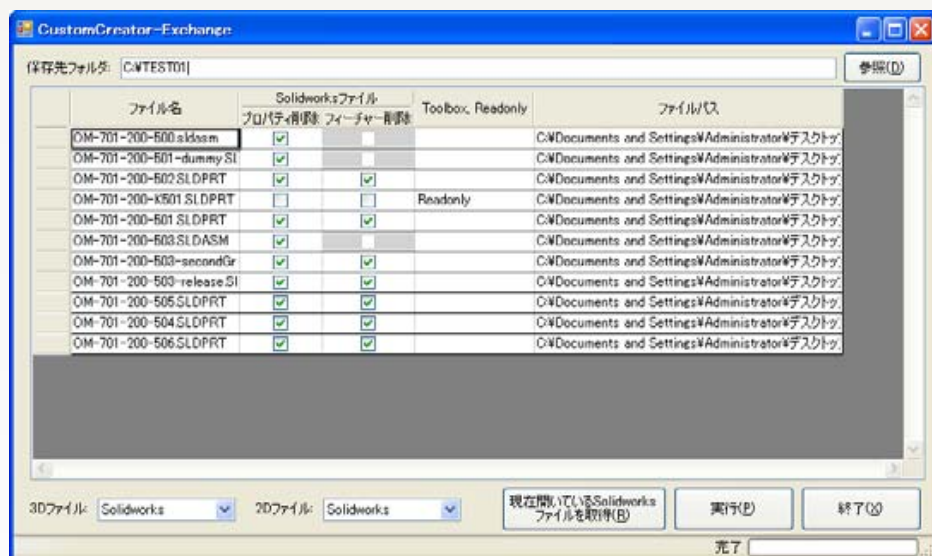 CustomCreator-Exchange
保存先フォルダ: C:¥TEST01 参照(D)
ファイル名 Solidworksファイル プロパティ削除 フィーチャー削除 Toolbox, Readonly ファイルパス
OM-701-200-500.sldasm C:¥Documents and Settings¥Administrator¥デスクトッ
OM-701-200-501-dummy.SL C:¥Documents and Settings¥Administrator¥デスクトッ
OM-701-200-502.SLDPRT C:¥Documents and Settings¥Administrator¥デスクトッ
OM-701-200-K501.SLDPRT Readonly C:¥Documents and Settings¥Administrator¥デスクトッ
OM-701-200-501.SLDPRT C:¥Documents and Settings¥Administrator¥デスクトッ
OM-701-200-503.SLDASM C:¥Documents and Settings¥Administrator¥デスクトッ
OM-701-200-503-secondGr C:¥Documents and Settings¥Administrator¥デスクトッ
OM-701-200-503-release.Sl C:¥Documents and Settings¥Administrator¥デスクトッ
OM-701-200-505.SLDPRT C:¥Documents and Settings¥Administrator¥デスクトッ
OM-701-200-504.SLDPRT C:¥Documents and Settings¥Administrator¥デスクトッ
OM-701-200-506.SLDPRT C:¥Documents and Settings¥Administrator¥デスクトッ
3Dファイル: Solidworks 2Dファイル: Solidworks 現在開いているSolidworks ファイルを取得(R) 実行(P) 終了(X)
完了